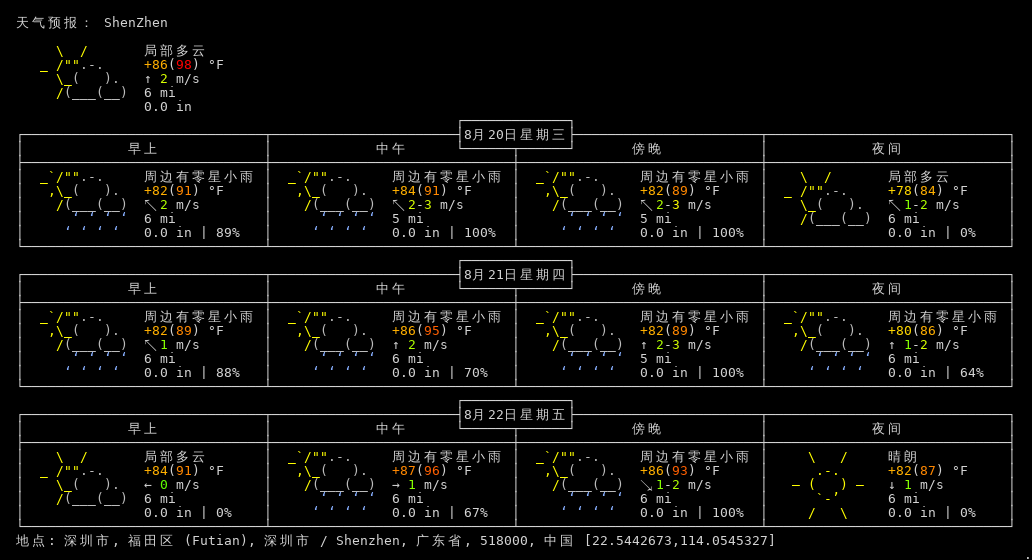 天气预报： ShenZhen
局部多云
+86(98) °F
↑ 2 m/s
6 mi
0.0 in
8月20日星期三
早上 中午 傍晚 夜间
周边有零星小雨 周边有零星小雨 周边有零星小雨 局部多云
+82(91) °F +84(91) °F +82(89) °F +78(84) °F
↖ 2 m/s ↖ 2-3 m/s ↖ 2-3 m/s ↖ 1-2 m/s
6 mi 5 mi 5 mi 6 mi
0.0 in | 89% 0.0 in | 100% 0.0 in | 100% 0.0 in | 0%
8月21日星期四
早上 中午 傍晚 夜间
周边有零星小雨 周边有零星小雨 周边有零星小雨 周边有零星小雨
+82(89) °F +86(95) °F +82(89) °F +80(86) °F
↖ 1 m/s ↑ 2 m/s ↑ 2-3 m/s ↑ 1-2 m/s
6 mi 6 mi 5 mi 6 mi
0.0 in | 88% 0.0 in | 70% 0.0 in | 100% 0.0 in | 64%
8月22日星期五
早上 中午 傍晚 夜间
局部多云 周边有零星小雨 周边有零星小雨 晴朗
+84(91) °F +87(96) °F +86(93) °F +82(87) °F
← 0 m/s → 1 m/s ↘ 1-2 m/s ↓ 1 m/s
6 mi 6 mi 6 mi 6 mi
0.0 in | 0% 0.0 in | 67% 0.0 in | 100% 0.0 in | 0%
地点: 深圳市, 福田区 (Futian), 深圳市 / Shenzhen, 广东省, 518000, 中国 [22.5442673,114.0545327]